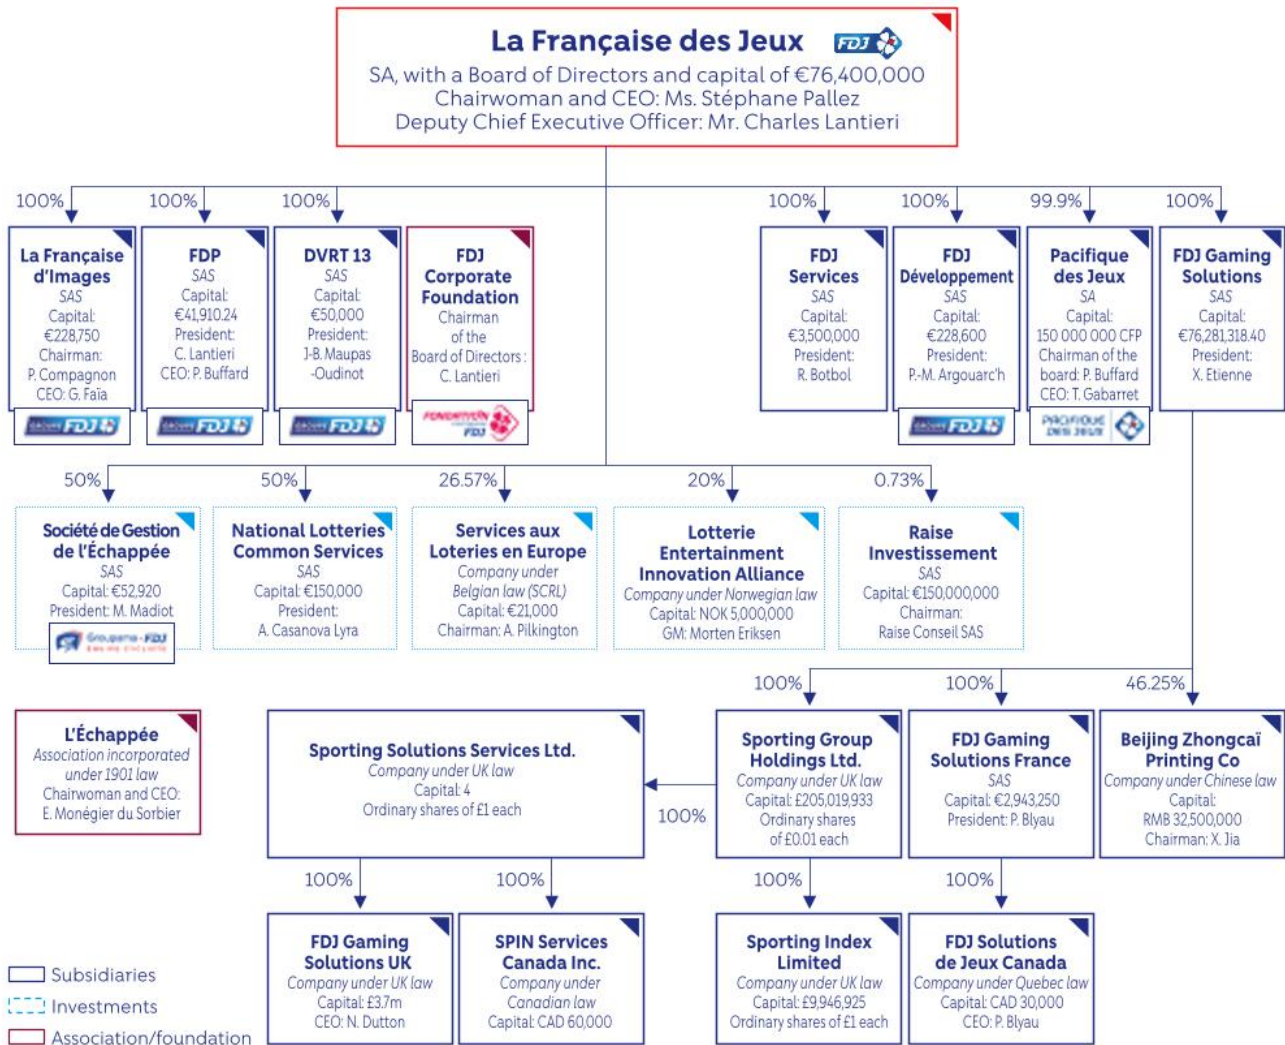 La Française des Jeux FDJ
SA, with a Board of Directors and capital of €76,400,000
Chairwoman and CEO: Ms. Stéphane Pallez
Deputy Chief Executive Officer: Mr. Charles Lantieri
100%
100%
100%
100%
100%
99.9%
100%
La Française
d’Images
SAS
Capital:
€228,750
Chairman:
P. Compagnon
CEO: G. Faïa
GROUPE FDJ
FDP
SAS
Capital:
€41,910.24
President:
C. Lantieri
CEO: P. Buffard
GROUPE FDJ
DVRT 13
SAS
Capital:
€50,000
President:
J-B. Maupas
-Oudinot
GROUPE FDJ
FDJ
Corporate
Foundation
Chairman
of the
Board of Directors :
C. Lantieri
FONDATION
FDJ
FDJ
Services
SAS
Capital:
€3,500,000
President:
R. Botbol
FDJ
Développement
SAS
Capital:
€228,600
President:
P.-M. Argouarc’h
GROUPE FDJ
Pacifique
des Jeux
SA
Capital:
150 000 000 CFP
Chairman of the
board: P. Buffard
CEO: T. Gabarret
PACIFIQUE
DES JEUX
FDJ Gaming
Solutions
SAS
Capital:
€76,281,318.40
President:
X. Etienne
50%
50%
26.57%
20%
0.73%
Société de Gestion
de l’Échappée
SAS
Capital: €52,920
President: M. Madiot
Groupama-FDJ
National Lotteries
Common Services
SAS
Capital: €150,000
President:
A. Casanova Lyra
Services aux
Loteries en Europe
Company under
Belgian law (SCRL)
Capital: €21,000
Chairman: A. Pilkington
Lotterie
Entertainment
Innovation Alliance
Company under Norwegian law
Capital: NOK 5,000,000
GM: Morten Eriksen
Raise
Investissement
SAS
Capital: €150,000,000
Chairman:
Raise Conseil SAS
100%
100%
46.25%
L’Échappée
Association incorporated
under 1901 law
Chairwoman and CEO:
E. Monégier du Sorbier
Sporting Solutions Services Ltd.
Company under UK law
Capital: 4
Ordinary shares of £1 each
100%
Sporting Group
Holdings Ltd.
Company under UK law
Capital: £205,019,933
Ordinary shares
of £0.01 each
FDJ Gaming
Solutions France
SAS
Capital: €2,943,250
President: P. Blyau
Beijing Zhongcaï
Printing Co
Company under Chinese law
Capital:
RMB 32,500,000
Chairman: X. Jia
100%
100%
100%
100%
FDJ Gaming
Solutions UK
Company under UK law
Capital: £3.7m
CEO: N. Dutton
SPIN Services
Canada Inc.
Company under
Canadian law
Capital: CAD 60,000
Sporting Index
Limited
Company under UK law
Capital: £9,946,925
Ordinary shares of £1 each
FDJ Solutions
de Jeux Canada
Company under Quebec law
Capital: CAD 30,000
CEO: P. Blyau
Subsidiaries
Investments
Association/foundation